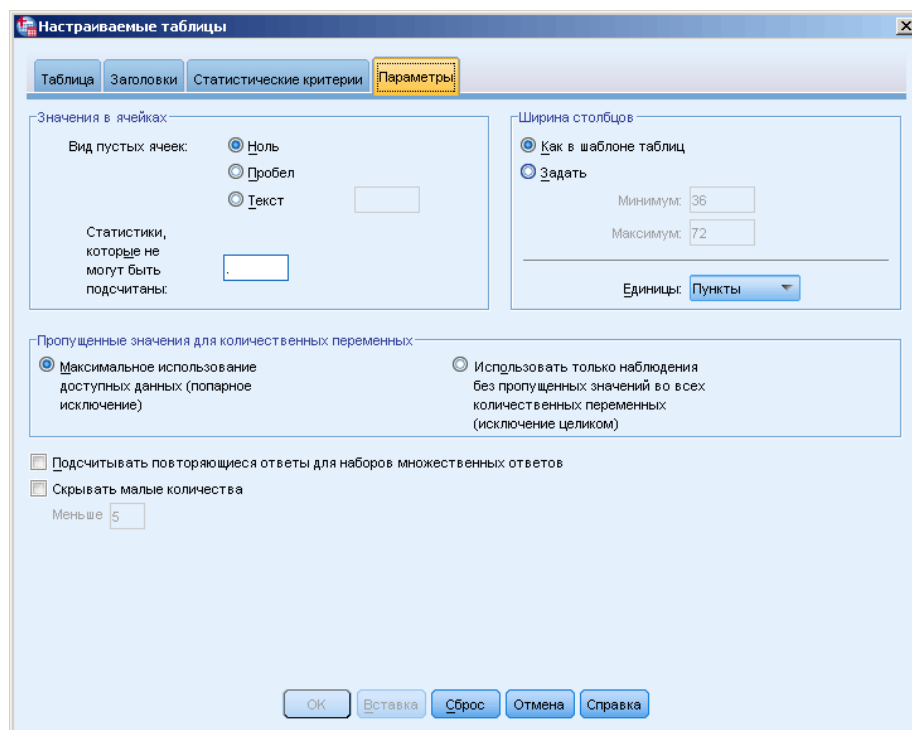 Настраиваемые таблицы
Таблица
Заголовки
Статистические критерии
Параметры
Значения в ячейках
Вид пустых ячеек:
Ноль
Пробел
Текст
Статистики,
которые не
могут быть
подсчитаны:
.
Ширина столбцов
Как в шаблоне таблиц
Задать
Минимум: 36
Максимум: 72
Единицы: Пункты
Пропущенные значения для количественных переменных
Максимальное использование
доступных данных (попарное
исключение)
Использовать только наблюдения
без пропущенных значений во всех
количественных переменных
(исключение целиком)
Подсчитывать повторяющиеся ответы для наборов множественных ответов
Скрывать малые количества
Меньше 5
OK
Вставка
Сброс
Отмена
Справка